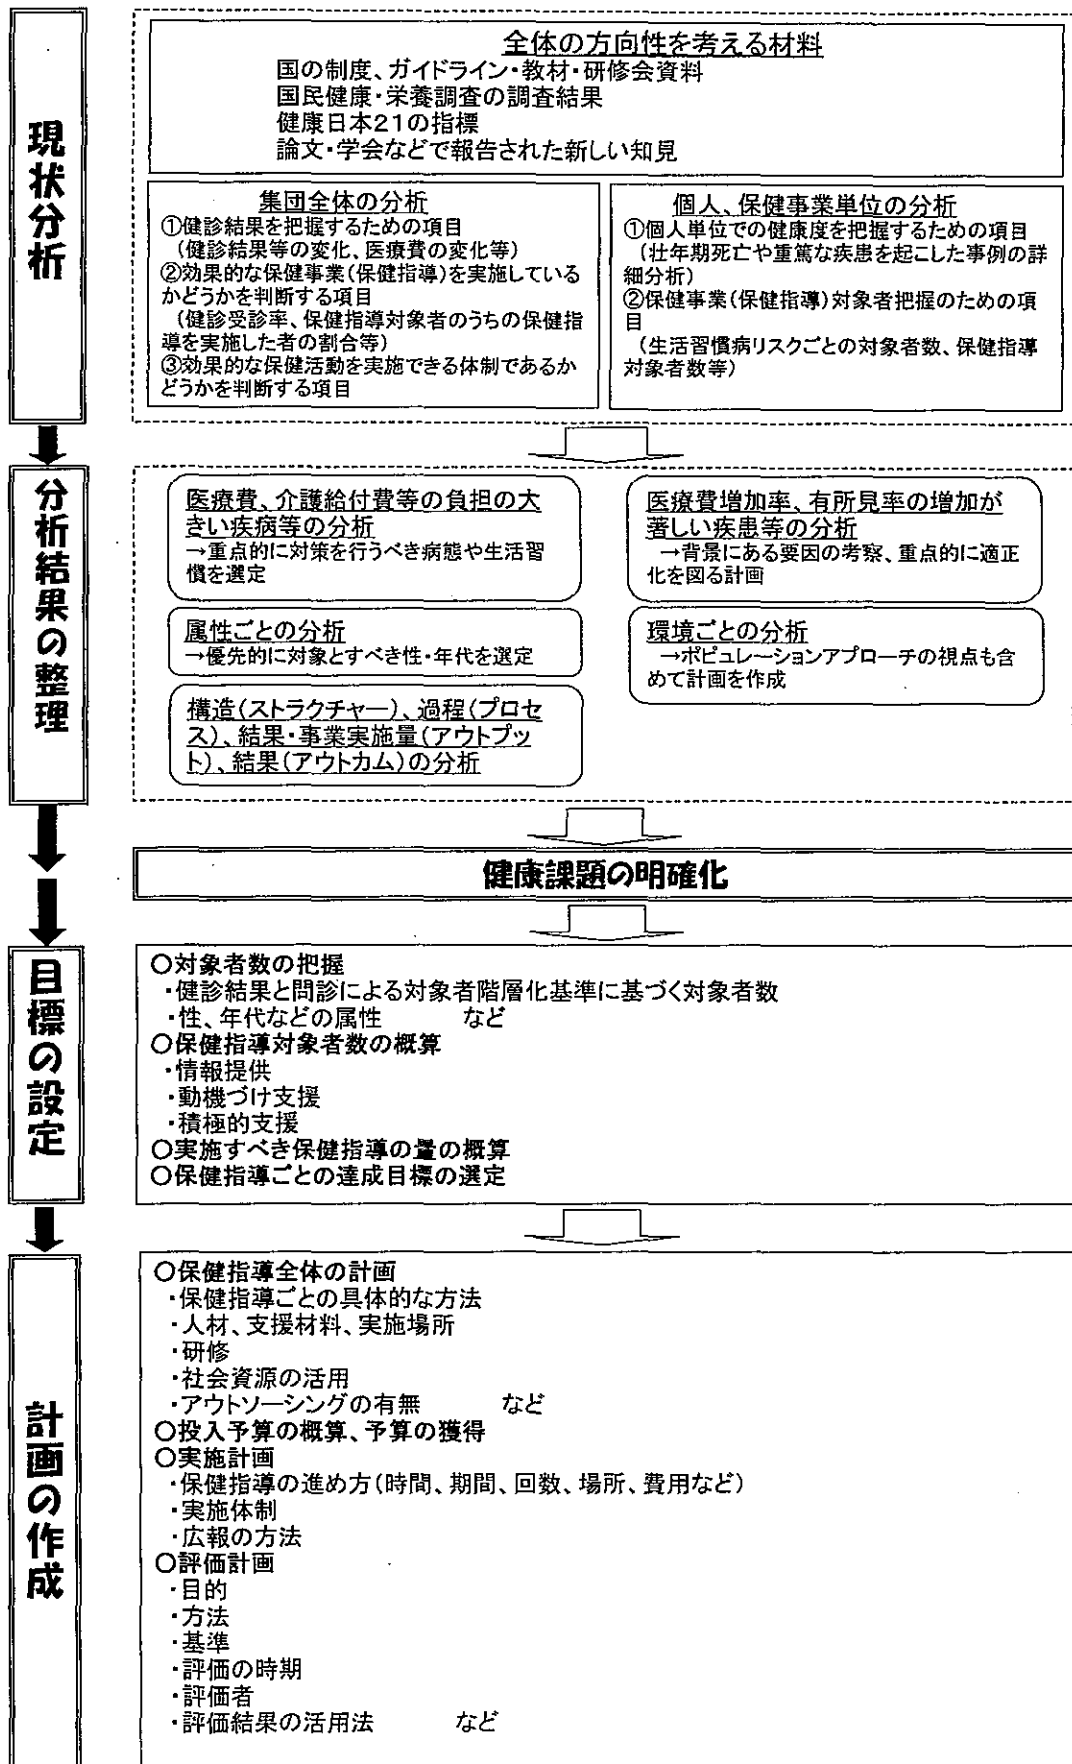 現状分析
全体の方向性を考える材料
国の制度、ガイドライン・教材・研修会資料
国民健康・栄養調査の調査結果
健康日本21の指標
論文・学会などで報告された新しい知見
集団全体の分析
①健診結果を把握するための項目
(健診結果等の変化、医療費の変化等)
②効果的な保健事業(保健指導)を実施している
かどうかを判断する項目
(健診受診率、保健指導対象者のうちの保健指
導を実施した者の割合等)
③効果的な保健活動を実施できる体制であるか
どうかを判断する項目
個人、保健事業単位の分析
①個人単位での健康度を把握するための項目
(壮年期死亡や重篤な疾患を起こした事例の詳
細分析)
②保健事業(保健指導)対象者把握のための項
目
(生活習慣病リスクごとの対象者数、保健指導
対象者数等)
分析結果の整理
医療費、介護給付費等の負担の大
きい疾病等の分析
→重点的に対策を行うべき病態や生活習
慣を選定
医療費増加率、有所見率の増加が
著しい疾患等の分析
→背景にある要因の考察、重点的に適正
化を図る計画
属性ごとの分析
→優先的に対象とすべき性・年代を選定
環境ごとの分析
→ポピュレーションアプローチの視点も含
めて計画を作成
構造(ストラクチャー)、過程(プロセ
ス)、結果・事業実施量(アウトプッ
ト)、結果(アウトカム)の分析
健康課題の明確化
目標の設定
○対象者数の把握
・健診結果と問診による対象者階層化基準に基づく対象者数
・性、年代などの属性 など
○保健指導対象者数の概算
・情報提供
・動機づけ支援
・積極的支援
○実施すべき保健指導の量の概算
○保健指導ごとの達成目標の選定
計画の作成
○保健指導全体の計画
・保健指導ごとの具体的な方法
・人材、支援材料、実施場所
・研修
・社会資源の活用
・アウトソーシングの有無 など
○投入予算の概算、予算の獲得
○実施計画
・保健指導の進め方(時間、期間、回数、場所、費用など)
・実施体制
・広報の方法
○評価計画
・目的
・方法
・基準
・評価の時期
・評価者
・評価結果の活用法 など